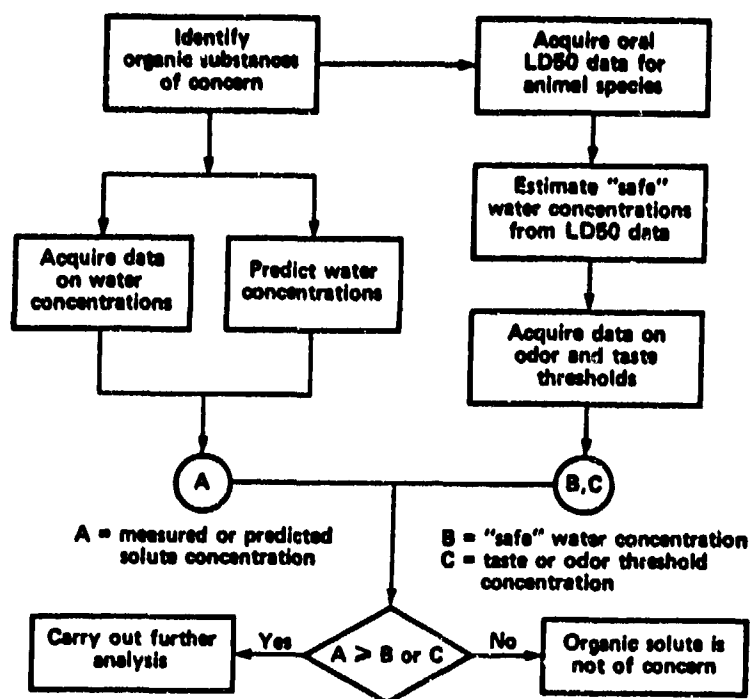 Identify
organic substances
of concern
Acquire oral
LD50 data for
animal species
Estimate "safe"
water concentrations
from LD50 data
Acquire data
on water
concentrations
Predict water
concentrations
Acquire data on
odor and taste
thresholds
A
B,C
A = measured or predicted
solute concentration
B = "safe" water concentration
C = taste or odor threshold
concentration
Carry out further
analysis
Yes
A ⩾ B or C
No
Organic solute is
not of concern